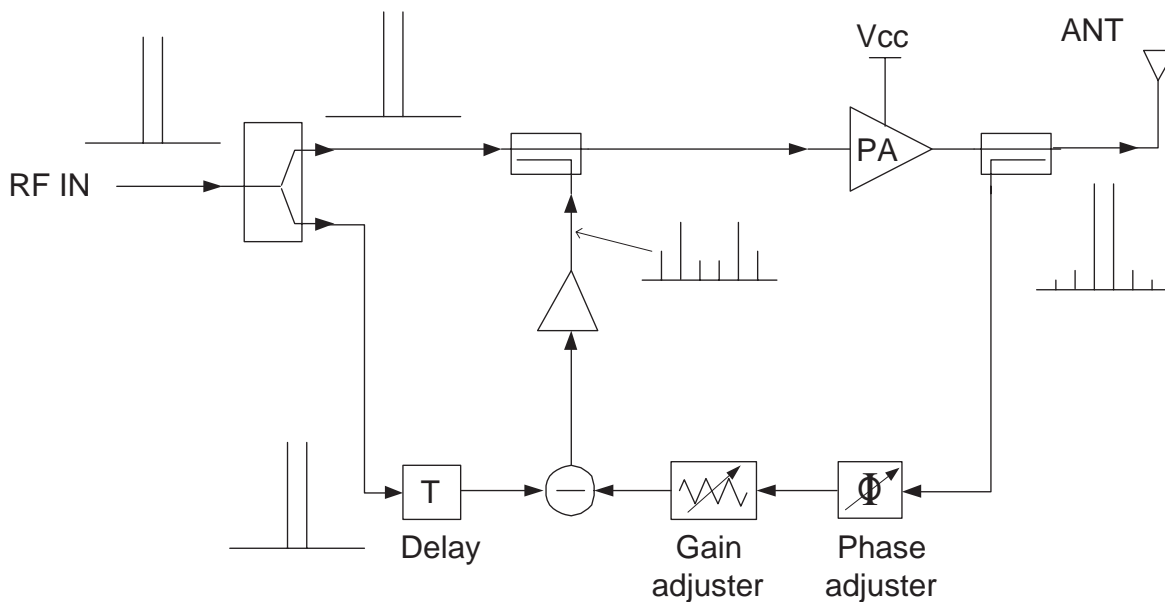 Vcc
ANT
PA
RF IN
T
Φ
Delay
Gain
adjuster
Phase
adjuster